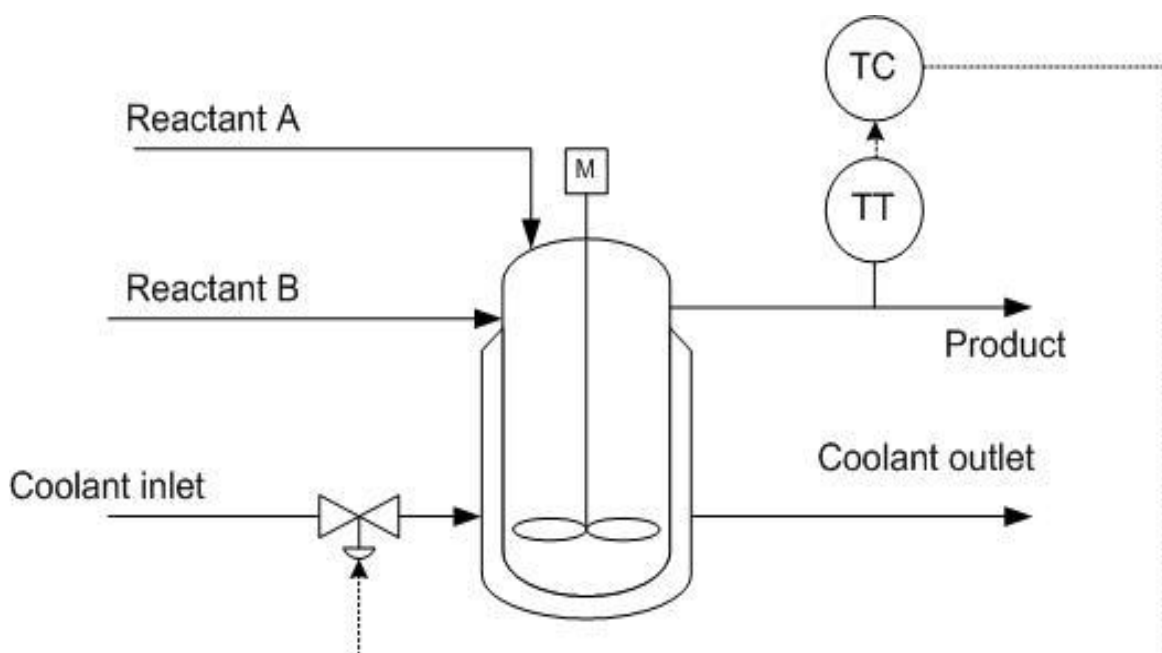 TC
Reactant A
M
TT
Reactant B
Product
Coolant outlet
Coolant inlet